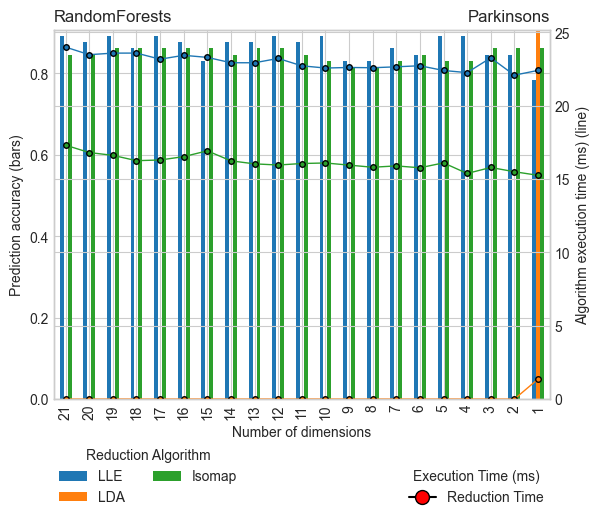 RandomForests Parkinsons
Prediction accuracy (bars)
0.8
0.6
0.4
0.2
0.0
Algorithm execution time (ms) (line)
25
20
15
10
5
0
21 20 19 18 17 16 15 14 13 12 11 10 9 8 7 6 5 4 3 2 1
Number of dimensions
Reduction Algorithm
LLE Isomap
LDA
Execution Time (ms)
Reduction Time